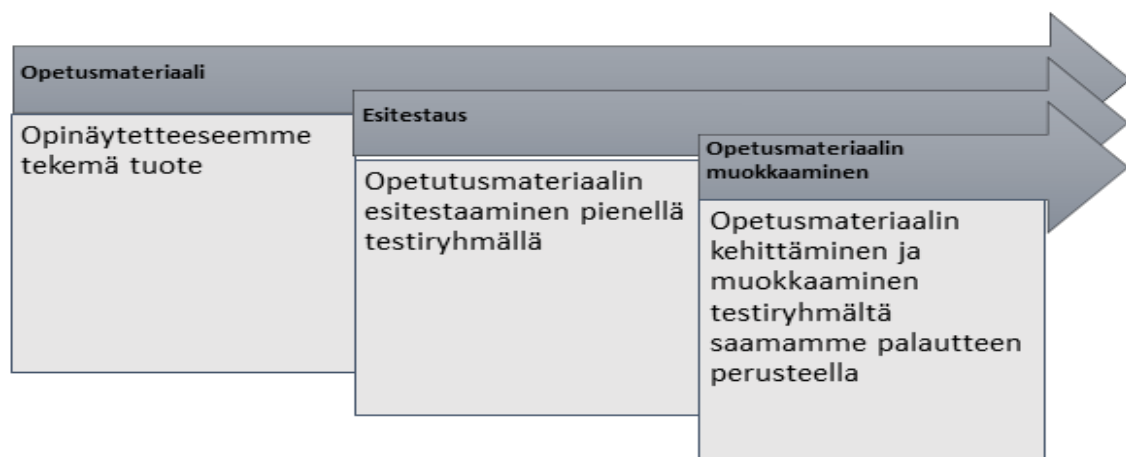 Opetusmateriaali
Opinäytetteeseemme
tekemä tuote
Esitestaus
Opetutusmateriaalin
esitestaaminen pienellä
testiryhmällä
Opetusmateriaalin
muokkaaminen
Opetusmateriaalin
kehittäminen ja
muokkaaminen
testiryhmältä
saamamme palautteen
perusteella